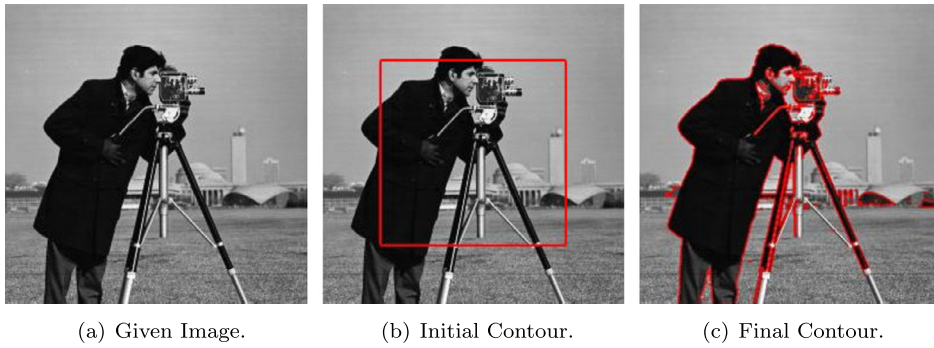 (a) Given Image.
(b) Initial Contour.
(c) Final Contour.